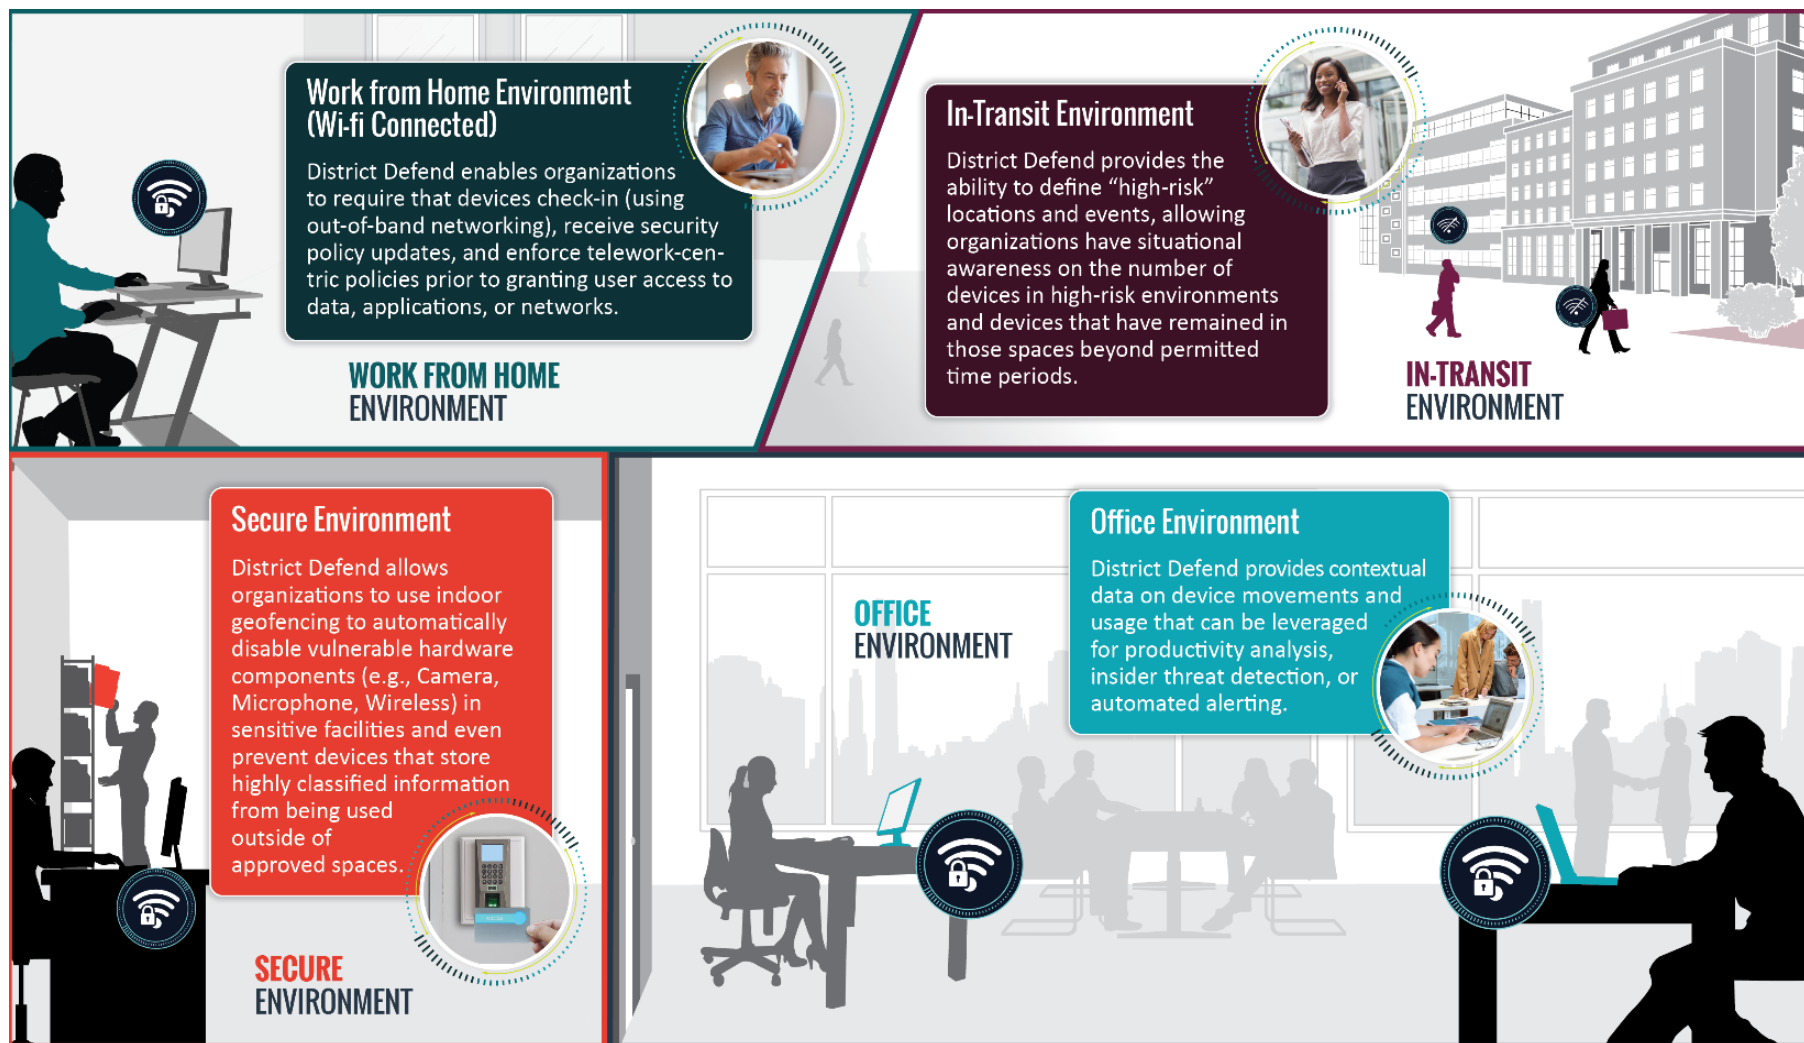 Work from Home Environment
(Wi-fi Connected)
District Defend enables organizations
to require that devices check-in (using
out-of-band networking), receive security
policy updates, and enforce telework-cen-
tric policies prior to granting user access to
data, applications, or networks.
WORK FROM HOME
ENVIRONMENT
In-Transit Environment
District Defend provides the
ability to define “high-risk”
locations and events, allowing
organizations have situational
awareness on the number of
devices in high-risk environments
and devices that have remained in
those spaces beyond permitted
time periods.
IN-TRANSIT
ENVIRONMENT
Secure Environment
District Defend allows
organizations to use indoor
geofencing to automatically
disable vulnerable hardware
components (e.g., Camera,
Microphone, Wireless) in
sensitive facilities and even
prevent devices that store
highly classified information
from being used
outside of
approved spaces.
SECURE
ENVIRONMENT
OFFICE
ENVIRONMENT
Office Environment
District Defend provides contextual
data on device movements and
usage that can be leveraged
for productivity analysis,
insider threat detection, or
automated alerting.